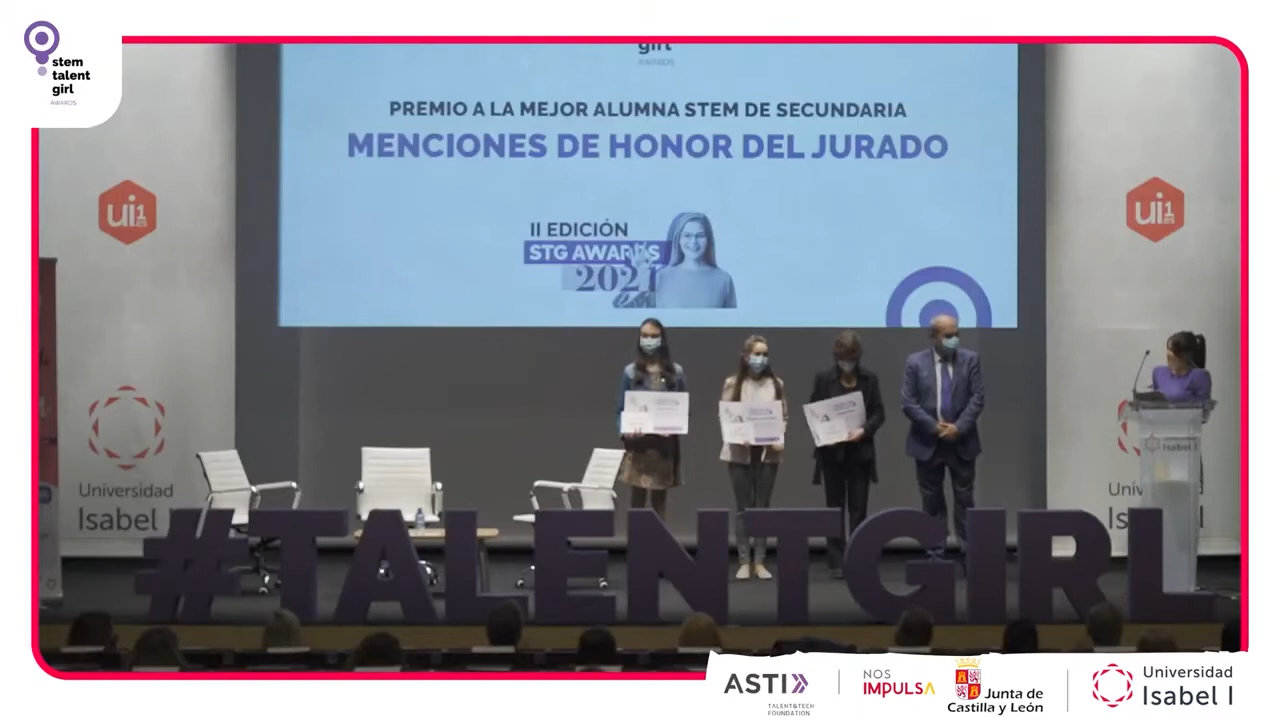 stem
talent
girl
AWARDS
girl
AWARDS
PREMIO A LA MEJOR ALUMNA STEM DE SECUNDARIA
MENCIONES DE HONOR DEL JURADO
II EDICIÓN
STG AWARDS
2021
ui1
ui1
Universidad
Isabel I
Isabel I
#TALENTGIRL
ASTI
TALENT&TECH
FOUNDATION
NOS
IMPULSA
Junta de
Castilla y León
Universidad
Isabel I